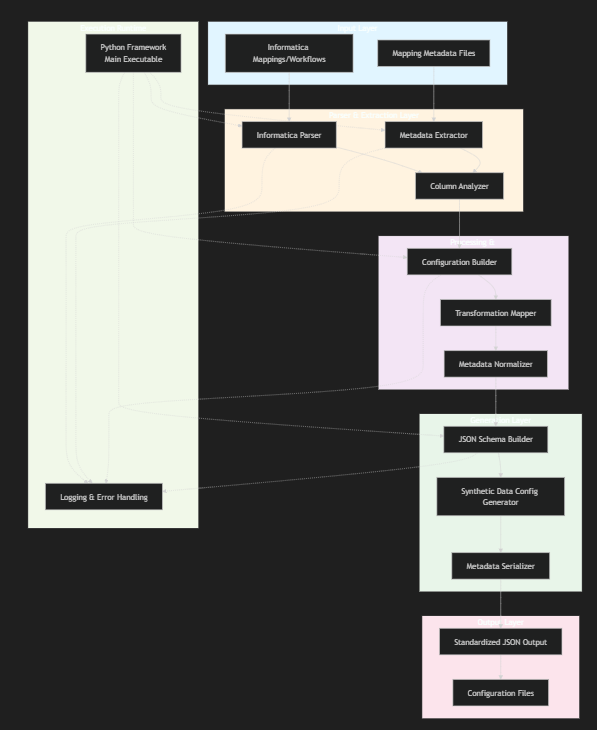 Input Layer
Python Framework
Main Executable
Informatica
Mappings/Workflows
Mapping Metadata Files
Informatica Parser
Metadata Extractor
Column Analyzer
Configuration Builder
Transformation Mapper
Metadata Normalizer
JSON Schema Builder
Synthetic Data Config
Generator
Logging & Error Handling
Metadata Serializer
Output Layer
Standardized JSON Output
Configuration Files